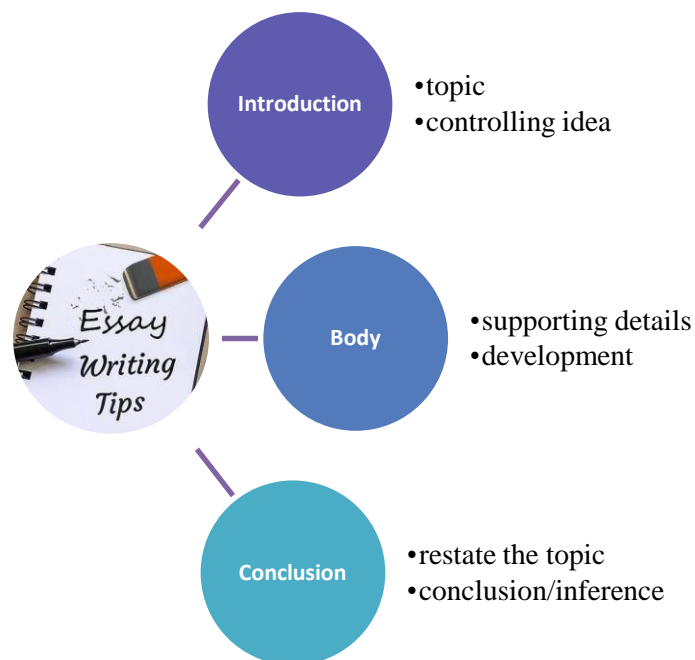 Introduction
•topic
•controlling idea
Essay
Writing
Tips
Body
•supporting details
•development
Conclusion
•restate the topic
•conclusion/inference